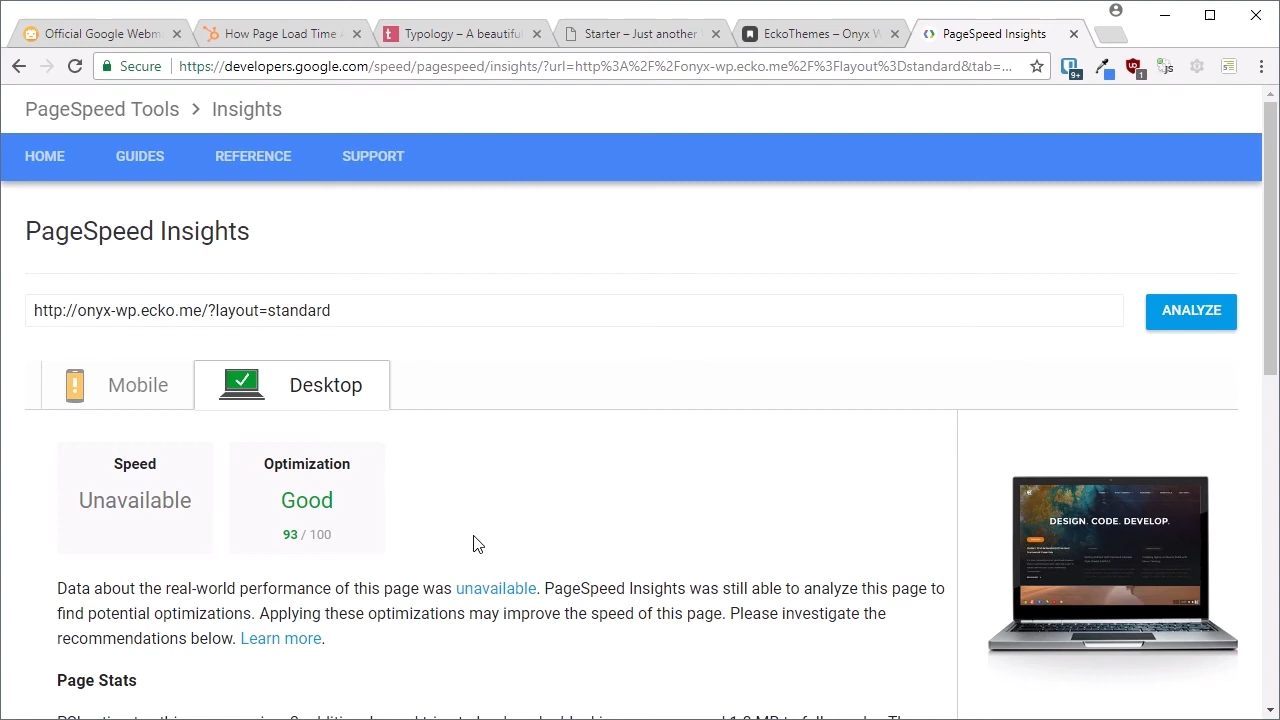 Official Google Webm
How Page Load Time A
Typology – A beautiful
Starter – Just another
EckoThemes – Onyx W
PageSpeed Insights
Secure
https://developers.google.com/speed/pagespeed/insights/?url=http%3A%2F%2Fonyx-wp.ecko.me%2F%3Flayout%3Dstandard&tab=...
9+
1
js
PageSpeed Tools > Insights
HOME
GUIDES
REFERENCE
SUPPORT
PageSpeed Insights
http://onyx-wp.ecko.me/?layout=standard
ANALYZE
Mobile
Desktop
Speed
Unavailable
Optimization
Good
93 / 100
DESIGN. CODE. DEVELOP.
Data about the real-world performance of this page was unavailable. PageSpeed Insights was still able to analyze this page to
find potential optimizations. Applying these optimizations may improve the speed of this page. Please investigate the
recommendations below. Learn more.
Page Stats